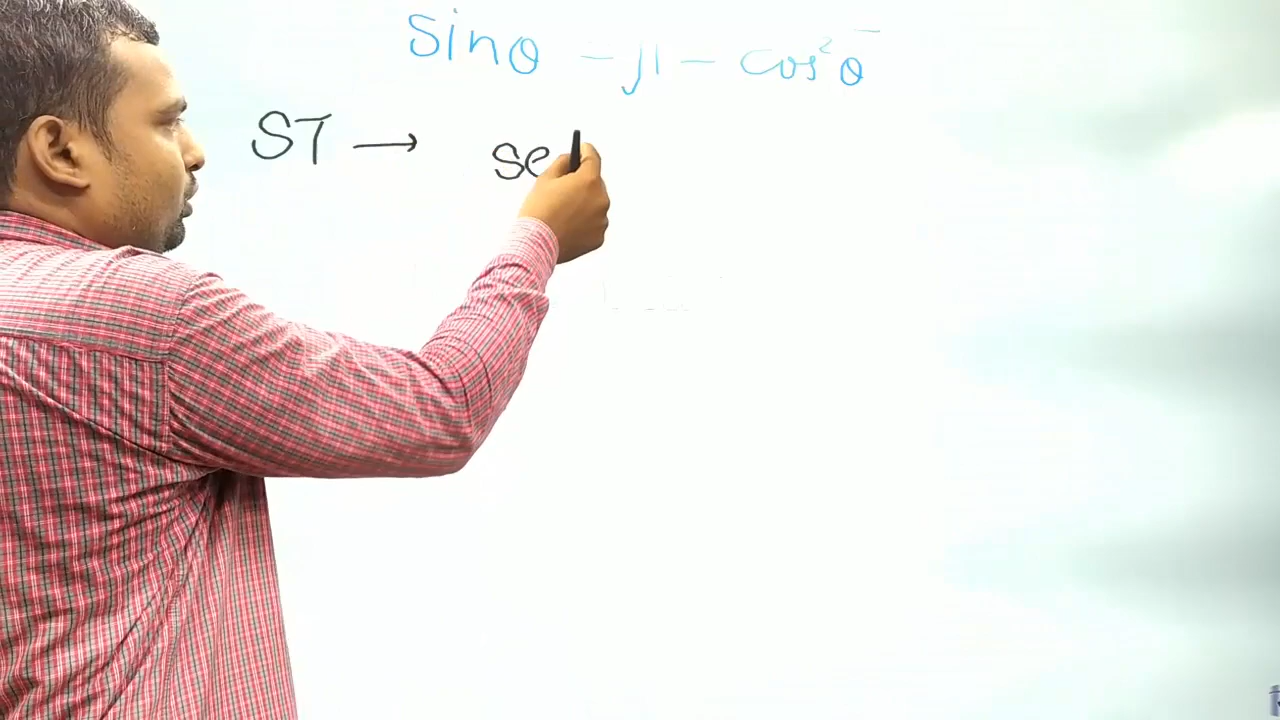 sinθ = √1 - cos²θ
ST → se